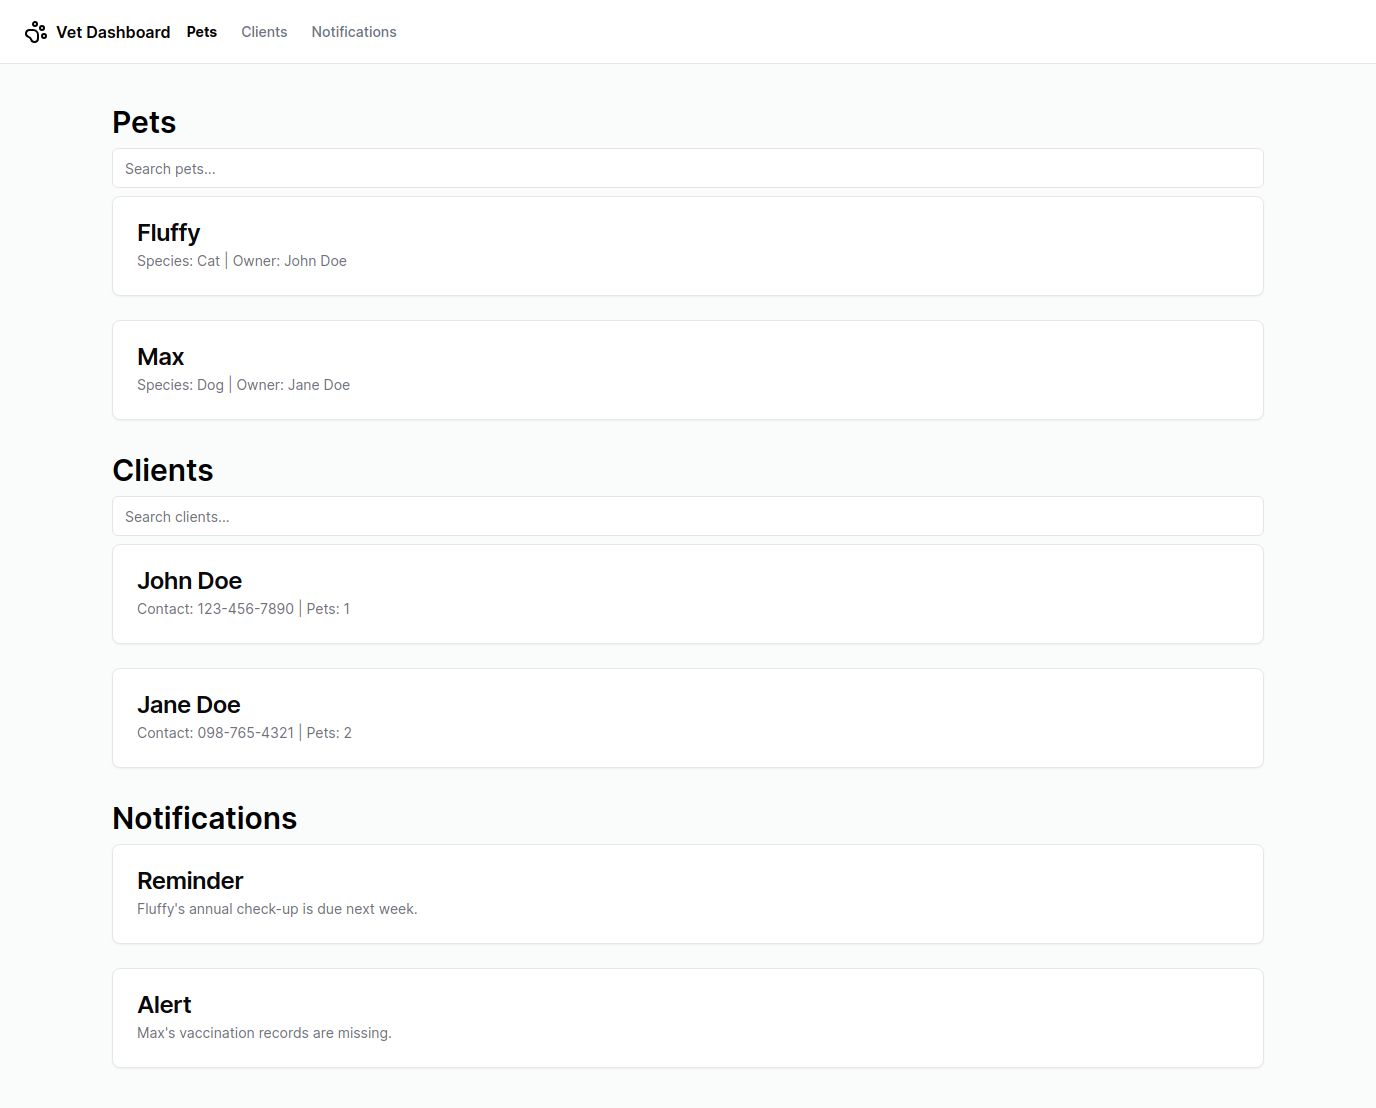 Vet Dashboard Pets Clients Notifications
Pets
Search pets...
Fluffy
Species: Cat | Owner: John Doe
Max
Species: Dog | Owner: Jane Doe
Clients
Search clients...
John Doe
Contact: 123-456-7890 | Pets: 1
Jane Doe
Contact: 098-765-4321 | Pets: 2
Notifications
Reminder
Fluffy's annual check-up is due next week.
Alert
Max's vaccination records are missing.